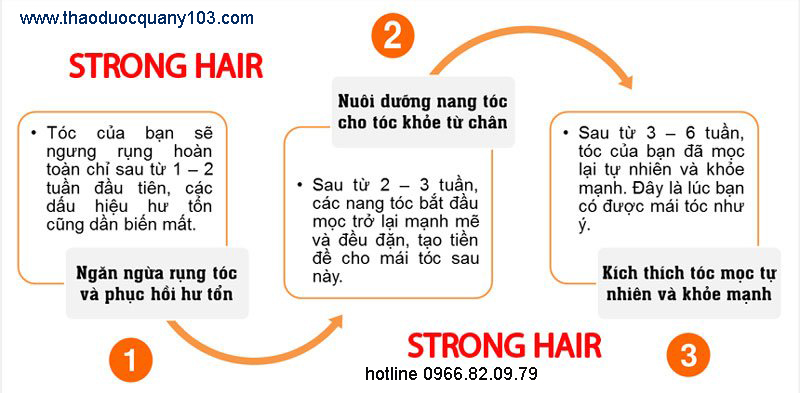 www.thaoduocquany103.com
STRONG HAIR
• Tóc của bạn sẽ
ngưng rụng hoàn
toàn chỉ sau từ 1 – 2
tuần đầu tiên, các
dấu hiệu hư tổn
cũng dần biến mất.
Ngăn ngừa rụng tóc
và phục hồi hư tổn
1
2
Nuôi dưỡng nang tóc
cho tóc khỏe từ chân
• Sau từ 2 – 3 tuần,
các nang tóc bắt đầu
mọc trở lại mạnh mẽ
và đều đặn, tạo tiền
đề cho mái tóc sau
này.
• Sau từ 3 – 6 tuần,
tóc của bạn đã mọc
lại tự nhiên và khỏe
mạnh. Đây là lúc bạn
có được mái tóc như
ý.
Kích thích tóc mọc tự
nhiên và khỏe mạnh
3
STRONG HAIR
hotline 0966.82.09.79